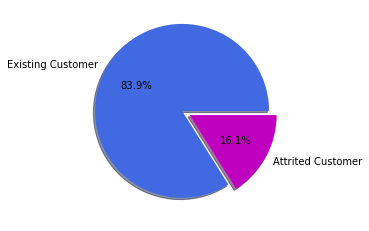 Existing Customer
83.9%
16.1%
Attrited Customer